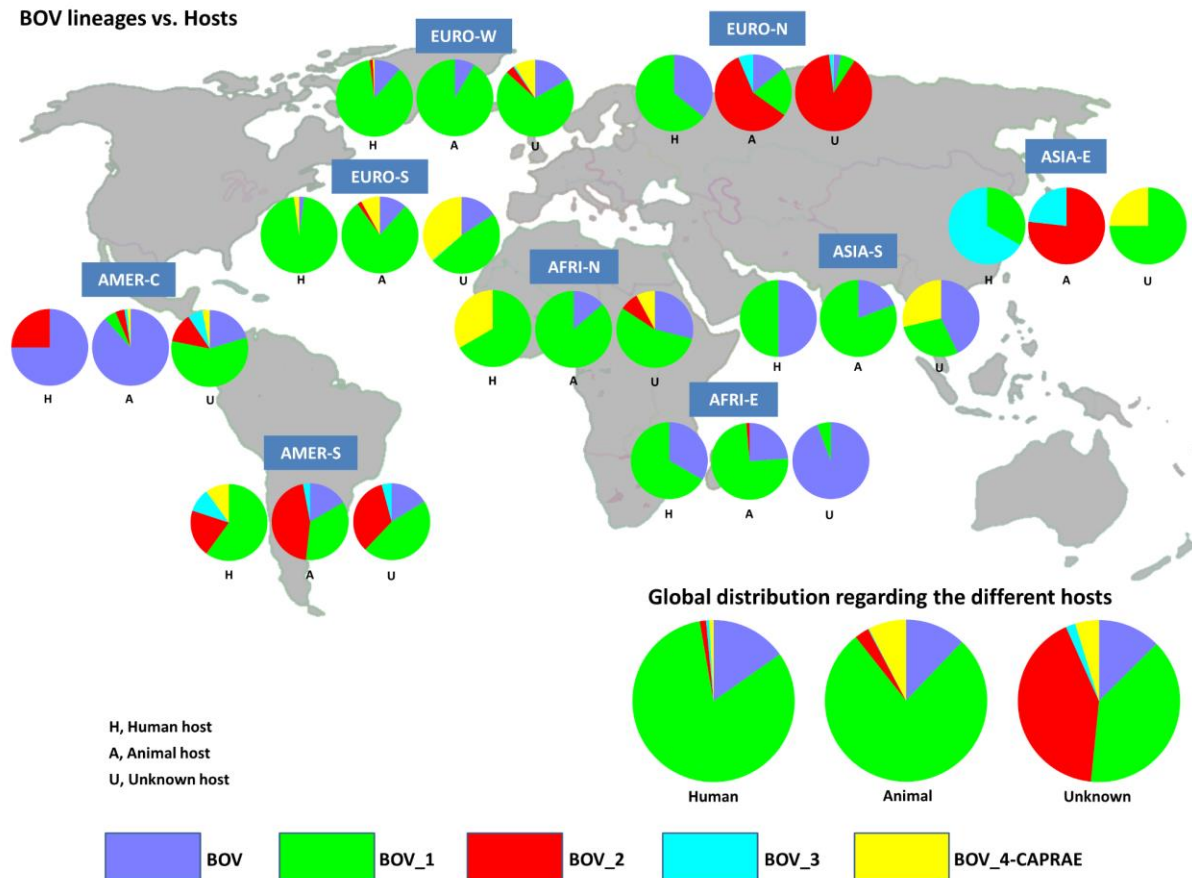 BOV lineages vs. Hosts
EURO-W
H A U
EURO-N
H A U
EURO-S
H A U
ASIA-E
H A U
AMER-C
H A U
AFRI-N
H A U
ASIA-S
H A U
AFRI-E
H A U
AMER-S
H A U
Global distribution regarding the different hosts
Human Animal Unknown
H, Human host
A, Animal host
U, Unknown host
BOV BOV_1 BOV_2 BOV_3 BOV_4-CAPRAE